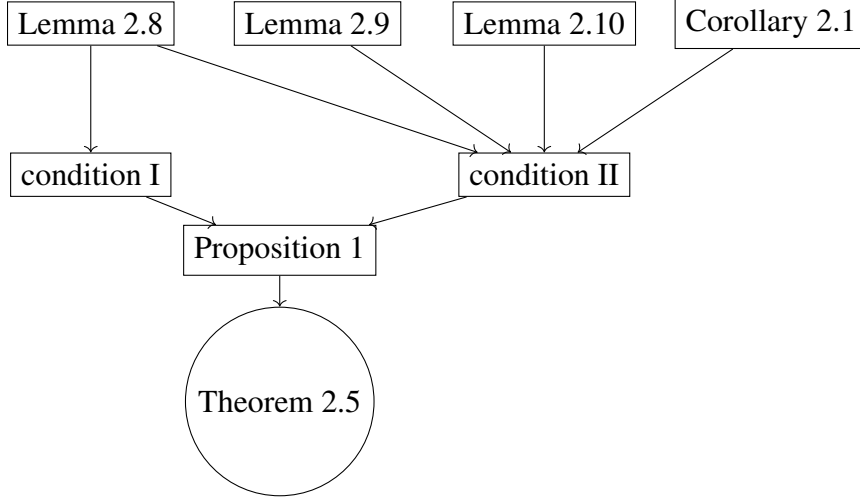 Lemma 2.8
Lemma 2.9
Lemma 2.10
Corollary 2.1
condition I
condition II
Proposition 1
Theorem 2.5